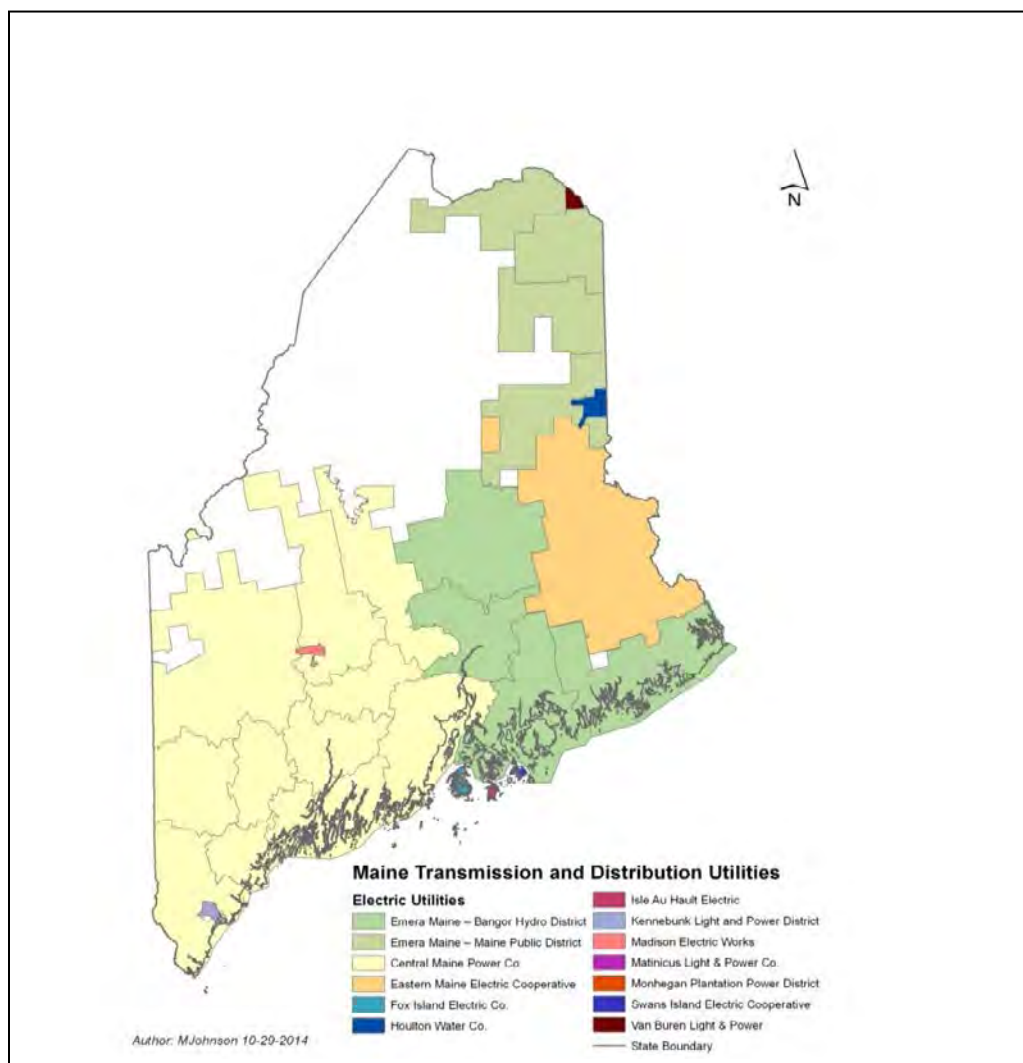 N
Maine Transmission and Distribution Utilities
Electric Utilities
Emera Maine – Bangor Hydro District
Emera Maine – Maine Public District
Central Maine Power Co
Eastern Maine Electric Cooperative
Fox Island Electric Co.
Houlton Water Co.
Isle Au Hault Electric
Kennebunk Light and Power District
Madison Electric Works
Matinicus Light & Power Co.
Monhegan Plantation Power District
Swans Island Electric Cooperative
Van Buren Light & Power
State Boundary
Author: MJohnson 10-29-2014